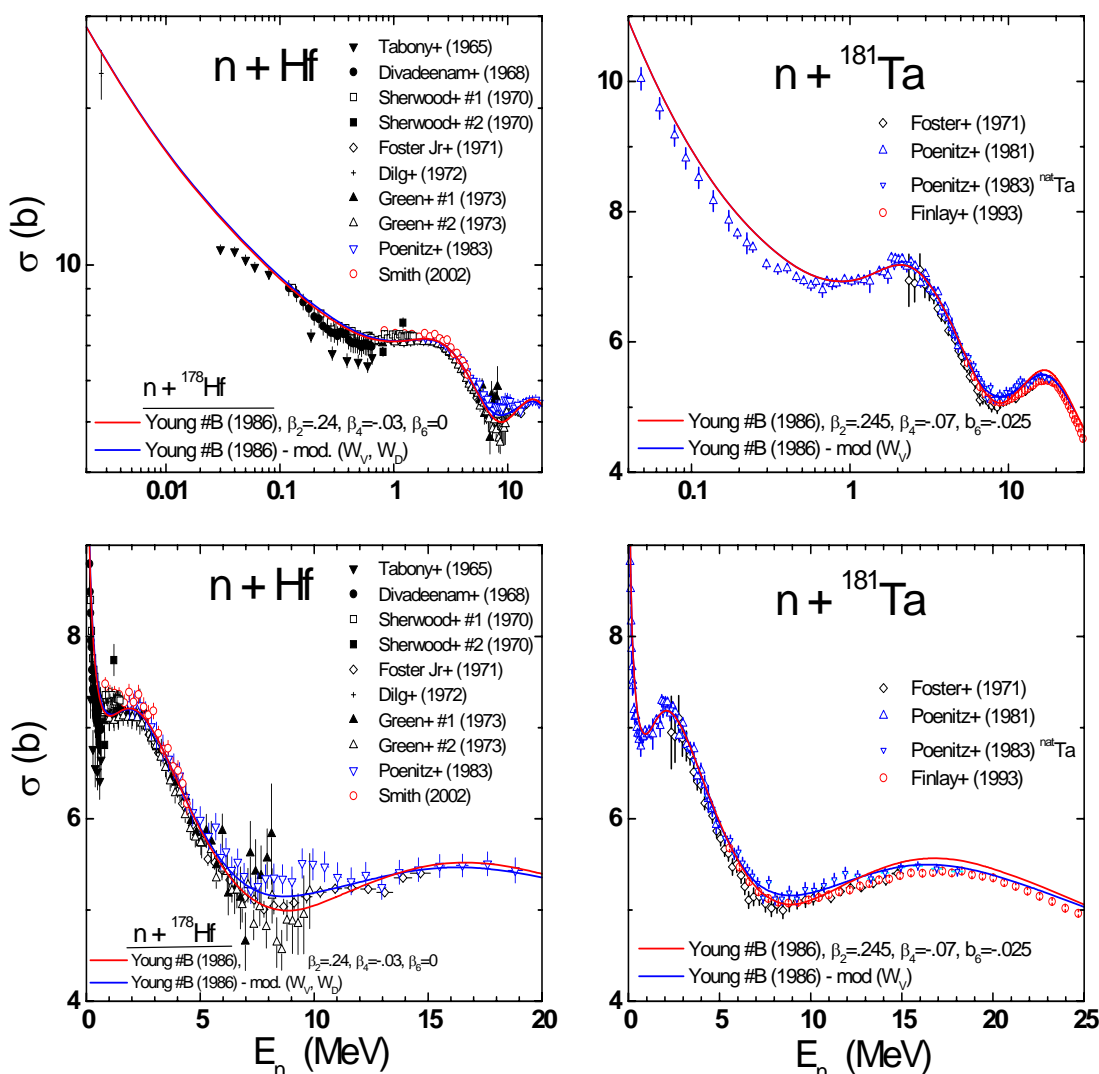 n + Hf
Tabony+ (1965)
Divadeenam+ (1968)
Sherwood+ #1 (1970)
Sherwood+ #2 (1970)
Foster Jr+ (1971)
Dilg+ (1972)
Green+ #1 (1973)
Green+ #2 (1973)
Poenitz+ (1983)
Smith (2002)
n + ¹⁷⁸Hf
Young #B (1986), β₂=.24, β₄=-.03, β₆=0
Young #B (1986) - mod. (W_V, W_D)
σ (b)
10
0.01 0.1 1 10
n + ¹⁸¹Ta
Foster+ (1971)
Poenitz+ (1981)
Poenitz+ (1983) ⁿᵃᵗTa
Finlay+ (1993)
Young #B (1986), β₂=.245, β₄=-.07, b₆=-.025
Young #B (1986) - mod (W_V)
10
8
6
4
0.1 1 10
n + Hf
Tabony+ (1965)
Divadeenam+ (1968)
Sherwood+ #1 (1970)
Sherwood+ #2 (1970)
Foster Jr+ (1971)
Dilg+ (1972)
Green+ #1 (1973)
Green+ #2 (1973)
Poenitz+ (1983)
Smith (2002)
n + ¹⁷⁸Hf
Young #B (1986), β₂=.24, β₄=-.03, β₆=0
Young #B (1986) - mod. (W_V, W_D)
σ (b)
8
6
4
0 5 10 15 20
E_n (MeV)
n + ¹⁸¹Ta
Foster+ (1971)
Poenitz+ (1981)
Poenitz+ (1983) ⁿᵃᵗTa
Finlay+ (1993)
Young #B (1986), β₂=.245, β₄=-.07, b₆=-.025
Young #B (1986) - mod (W_V)
8
6
4
0 5 10 15 20 25
E_n (MeV)